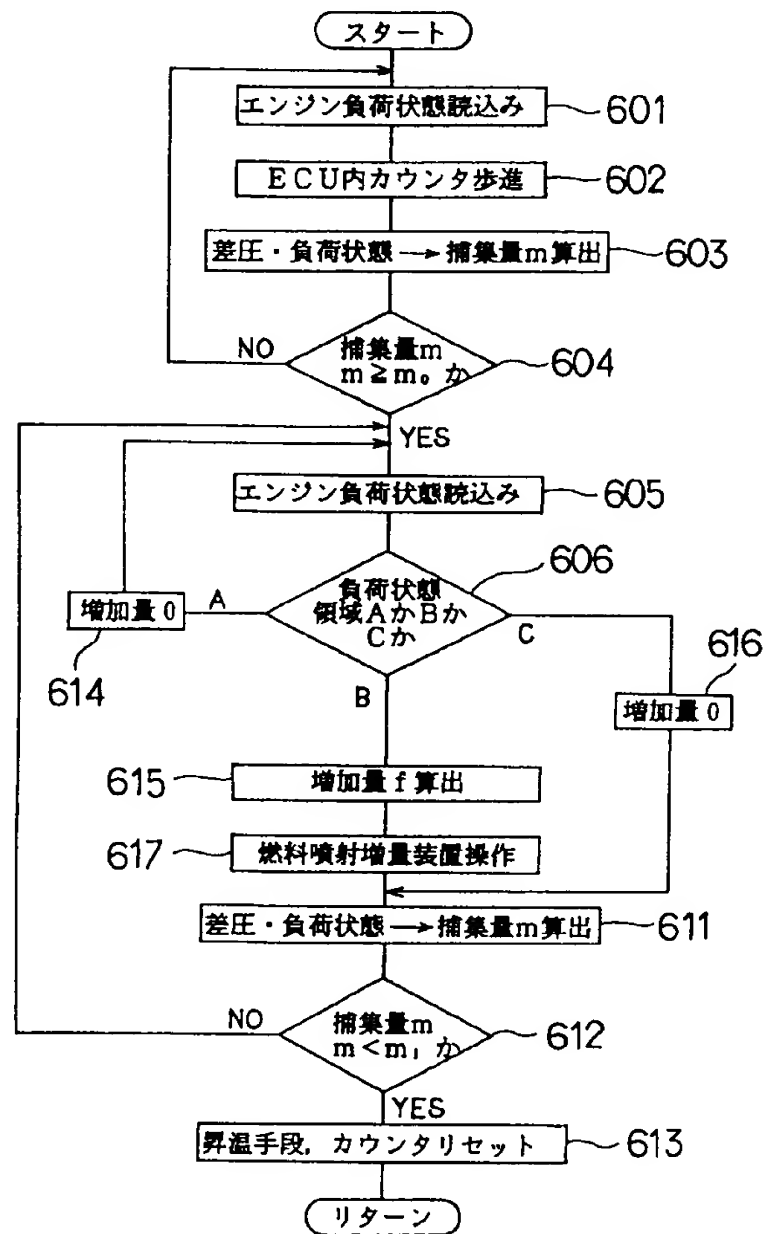 スタート
エンジン負荷状態読込み
601
ECU内カウンタ歩進
602
差圧・負荷状態→捕集量m算出
603
捕集量m
m≧m₀か
604
NO
YES
エンジン負荷状態読込み
605
負荷状態
領域AかBか
Cか
606
A
増加量0
614
B
C
616
増加量0
615
増加量f算出
617
燃料噴射増量装置操作
差圧・負荷状態→捕集量m算出
611
捕集量m
m<m₁か
612
NO
YES
昇温手段,カウンタリセット
613
リターン